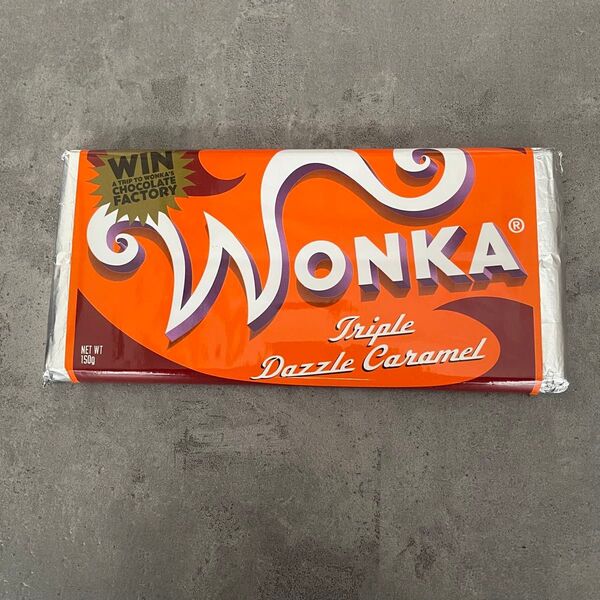 WIN
A TRIP TO WONKA'S
CHOCOLATE
FACTORY
WONKA®
Triple
Dazzle Caramel
NET WT
150g